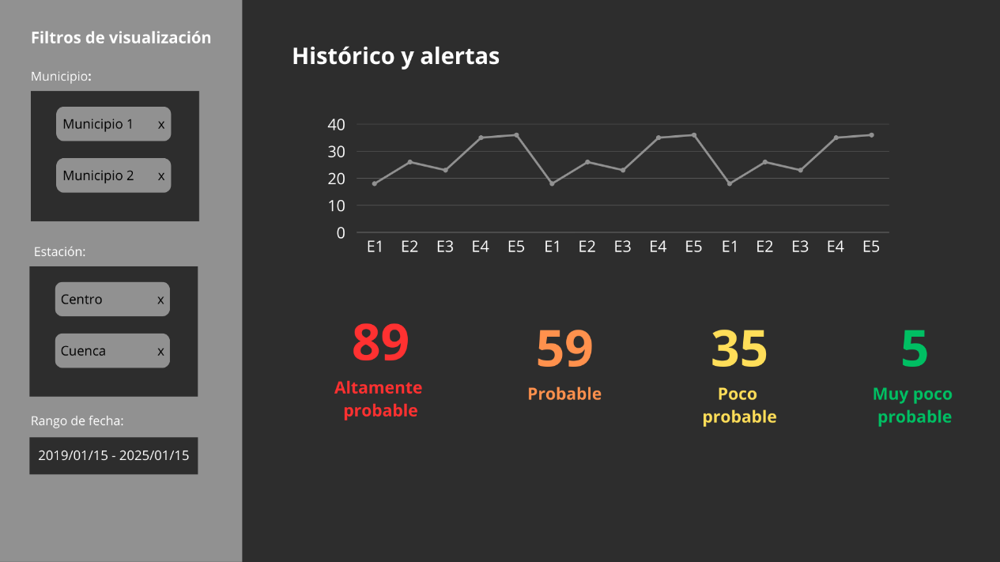 Filtros de visualización
Municipio:
Municipio 1 x
Municipio 2 x
Estación:
Centro x
Cuenca x
Rango de fecha:
2019/01/15 - 2025/01/15
Histórico y alertas
40
30
20
10
0
E1 E2 E3 E4 E5 E1 E2 E3 E4 E5 E1 E2 E3 E4 E5
89
Altamente
probable
59
Probable
35
Poco
probable
5
Muy poco
probable